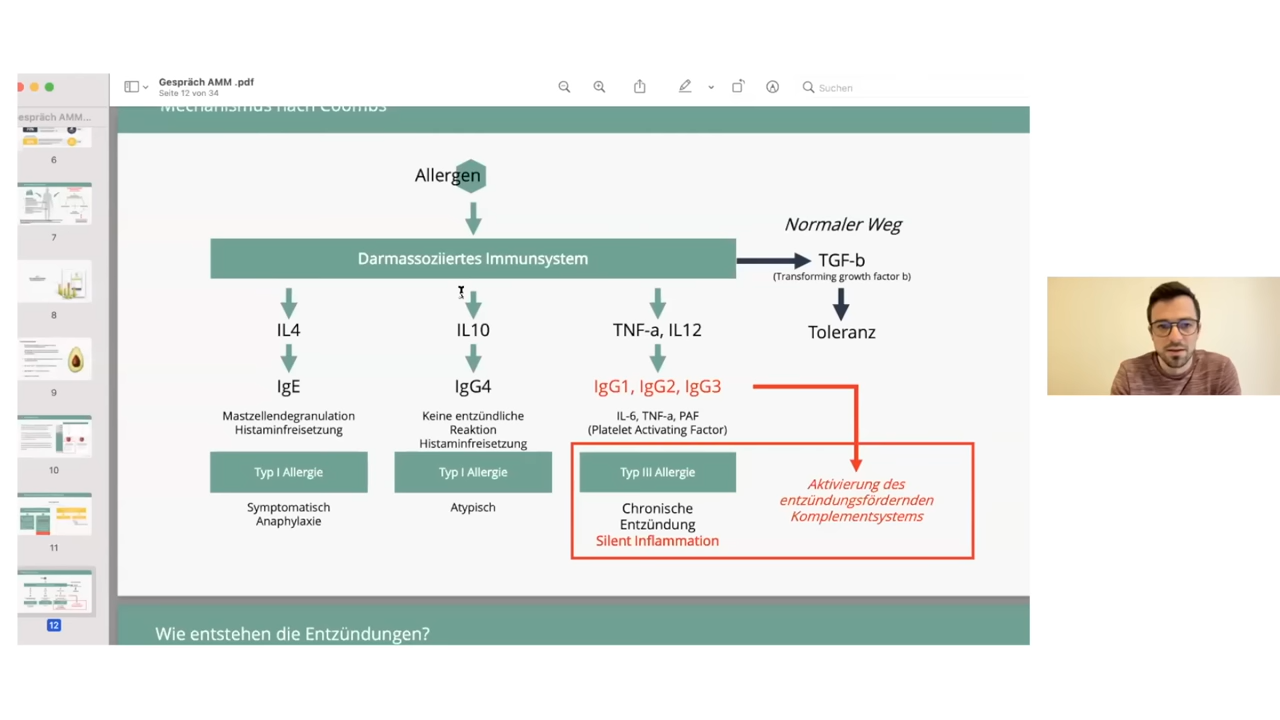 Gespräch AMM .pdf
Seite 12 von 34
Suchen
espräch AMM...
6
7
8
9
10
11
12
Mechanismus nach Coombs
Allergen
Darmassoziiertes Immunsystem
Normaler Weg
TGF-b
(Transforming growth factor b)
Toleranz
IL4
IL10
TNF-a, IL12
IgE
IgG4
IgG1, IgG2, IgG3
Mastzellendegranulation
Histaminfreisetzung
Keine entzündliche
Reaktion
Histaminfreisetzung
IL-6, TNF-a, PAF
(Platelet Activating Factor)
Typ I Allergie
Typ I Allergie
Typ III Allergie
Symptomatisch
Anaphylaxie
Atypisch
Chronische
Entzündung
Silent Inflammation
Aktivierung des
entzündungsfördernden
Komplementsystems
Wie entstehen die Entzündungen?